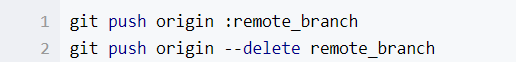 1 git push origin :remote_branch
2 git push origin --delete remote_branch